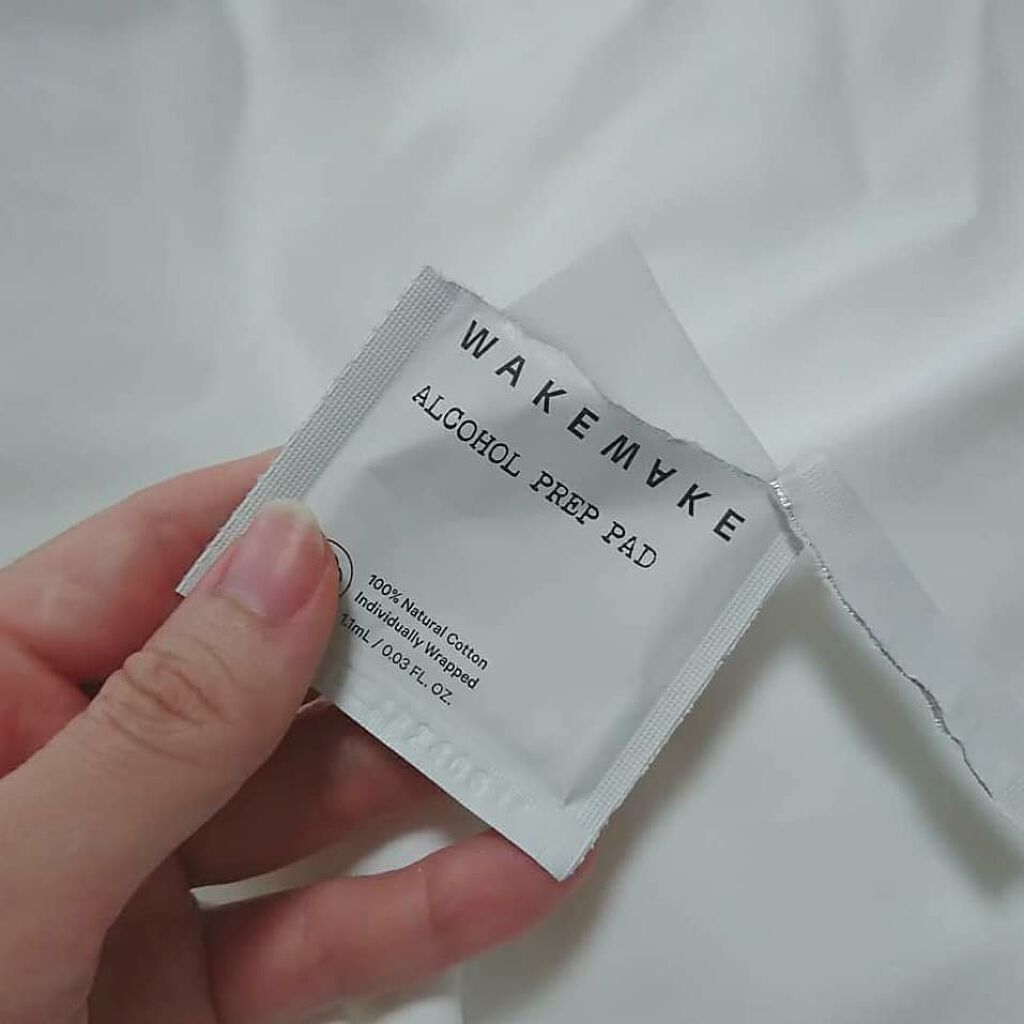 WAKEMAKE
ALCOHOL PREP PAD
100% Natural Cotton
Individually Wrapped
1.1mL / 0.03 FL. OZ.